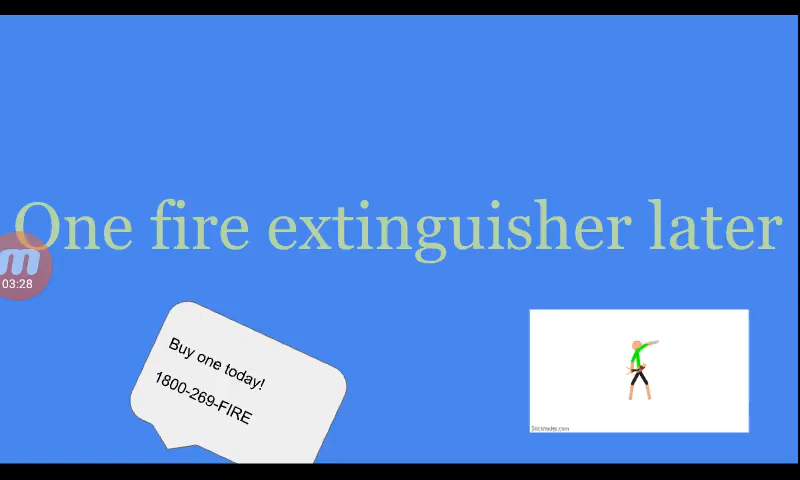 One fire extinguisher later
m
03:28
Buy one today!
1800-269-FIRE